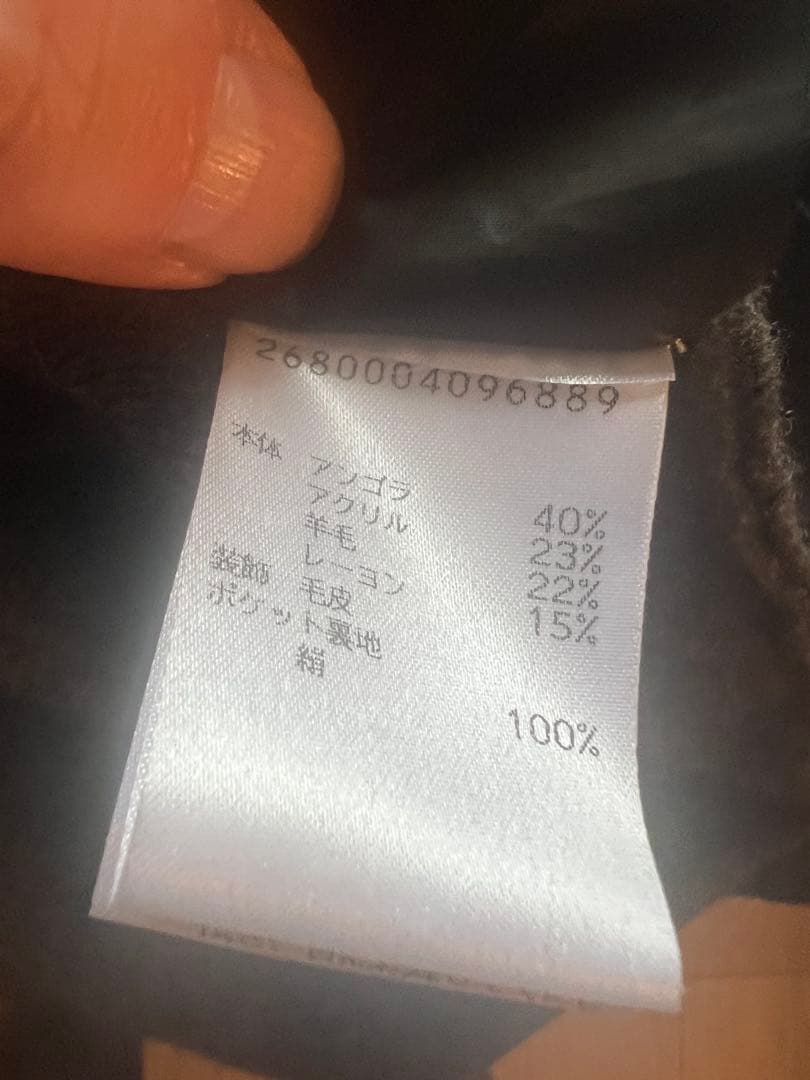 2680004096889
本体 アンゴラ 40%
アクリル 23%
羊毛 22%
レーヨン 15%
装飾 毛皮
ポケット裏地
絹 100%